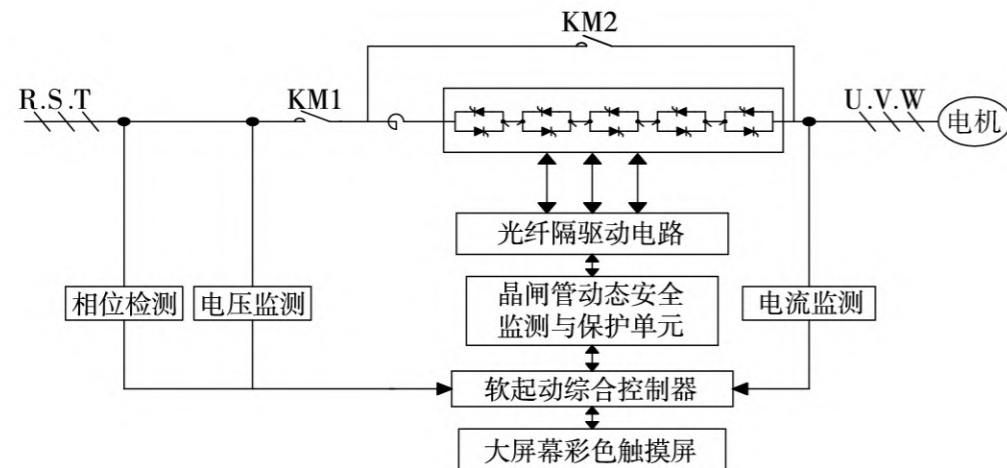 KM2
R.S.T
KM1
U.V.W
电机
光纤隔驱动电路
相位检测
电压监测
晶闸管动态安全
监测与保护单元
电流监测
软起动综合控制器
大屏幕彩色触摸屏